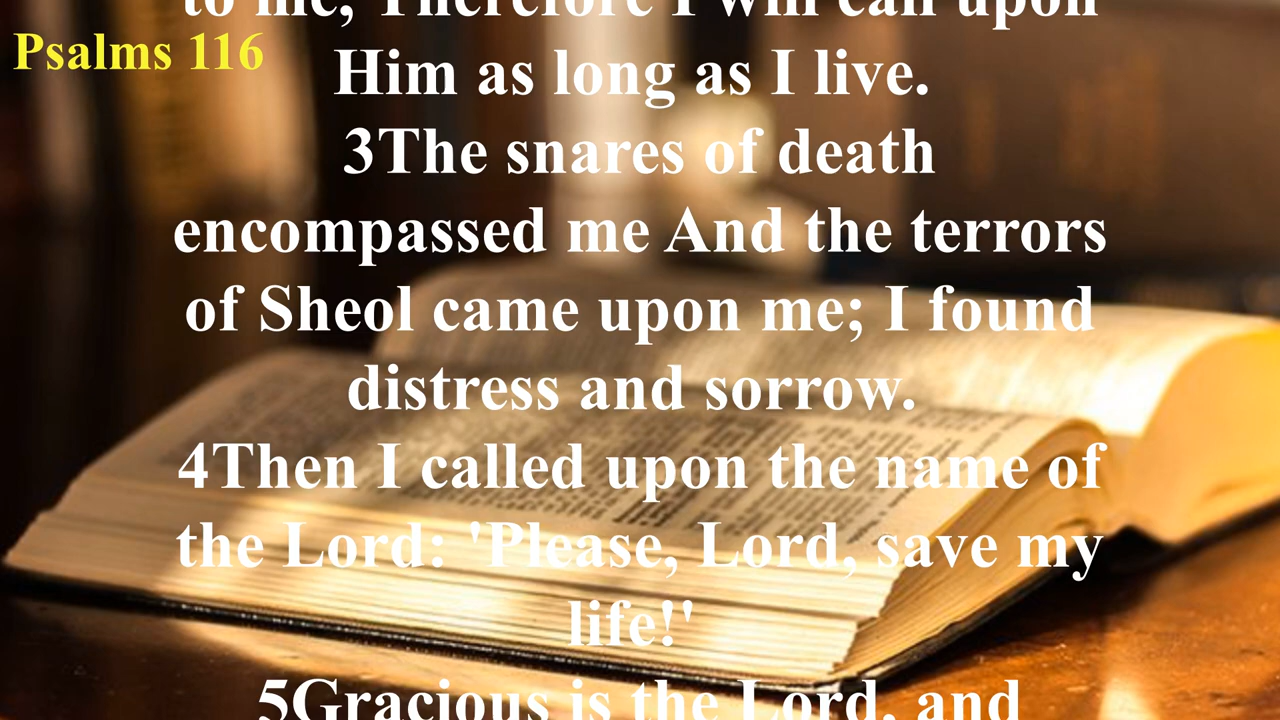 to me, Therefore I will call upon
Psalms 116
Him as long as I live.
3The snares of death
encompassed me And the terrors
of Sheol came upon me; I found
distress and sorrow.
4Then I called upon the name of
the Lord: 'Please, Lord, save my
life!'
5Gracious is the Lord, and